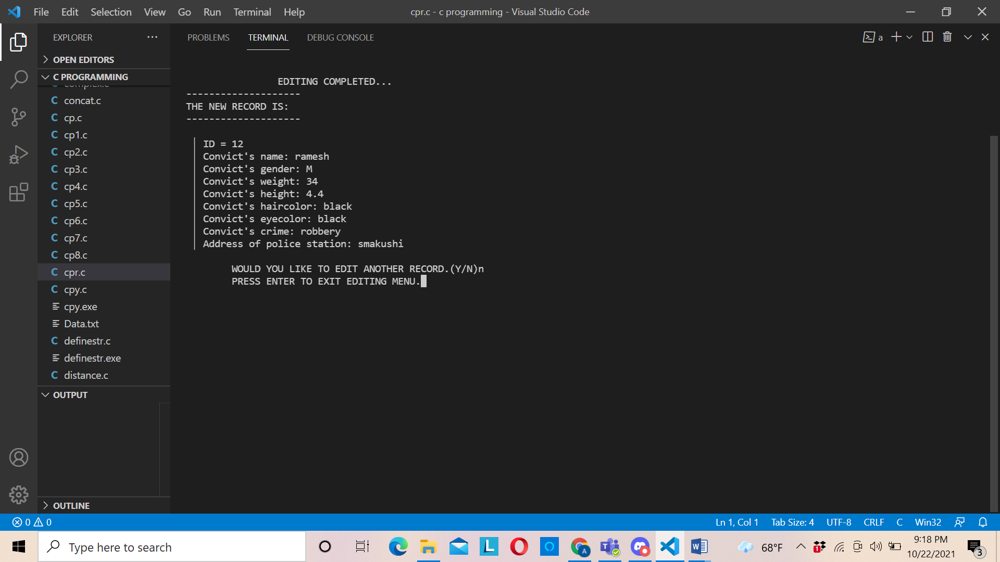 File Edit Selection View Go Run Terminal Help
cpr.c - c programming - Visual Studio Code
EXPLORER
OPEN EDITORS
C PROGRAMMING
complex.c
C concat.c
C cp.c
C cp1.c
C cp2.c
C cp3.c
C cp4.c
C cp5.c
C cp6.c
C cp7.c
C cp8.c
C cpr.c
C cpy.c
cpy.exe
Data.txt
C definestr.c
definestr.exe
C distance.c
OUTPUT
OUTLINE
PROBLEMS TERMINAL DEBUG CONSOLE
a
EDITING COMPLETED...
--------------------
THE NEW RECORD IS:
--------------------
ID = 12
Convict's name: ramesh
Convict's gender: M
Convict's weight: 34
Convict's height: 4.4
Convict's haircolor: black
Convict's eyecolor: black
Convict's crime: robbery
Address of police station: smakushi
WOULD YOU LIKE TO EDIT ANOTHER RECORD.(Y/N)n
PRESS ENTER TO EXIT EDITING MENU.
0 0
Ln 1, Col 1 Tab Size: 4 UTF-8 CRLF C Win32
Type here to search
L
A
T
W
68°F
1
9:18 PM
10/22/2021
3